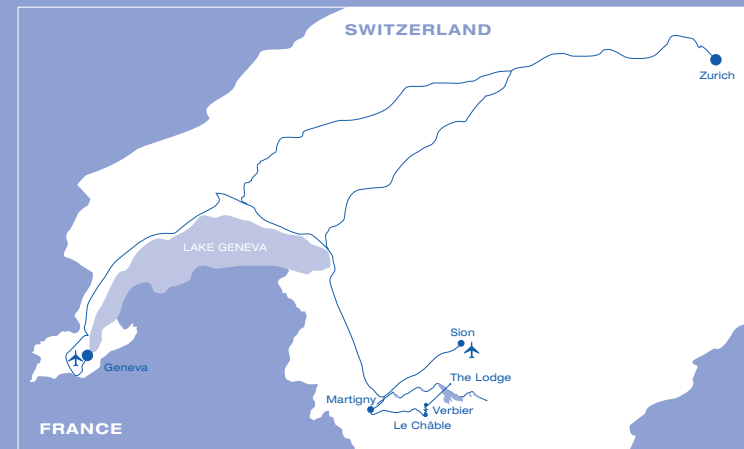 SWITZERLAND
Zurich
LAKE GENEVA
Sion
Geneva
The Lodge
Martigny
Verbier
Le Châble
FRANCE